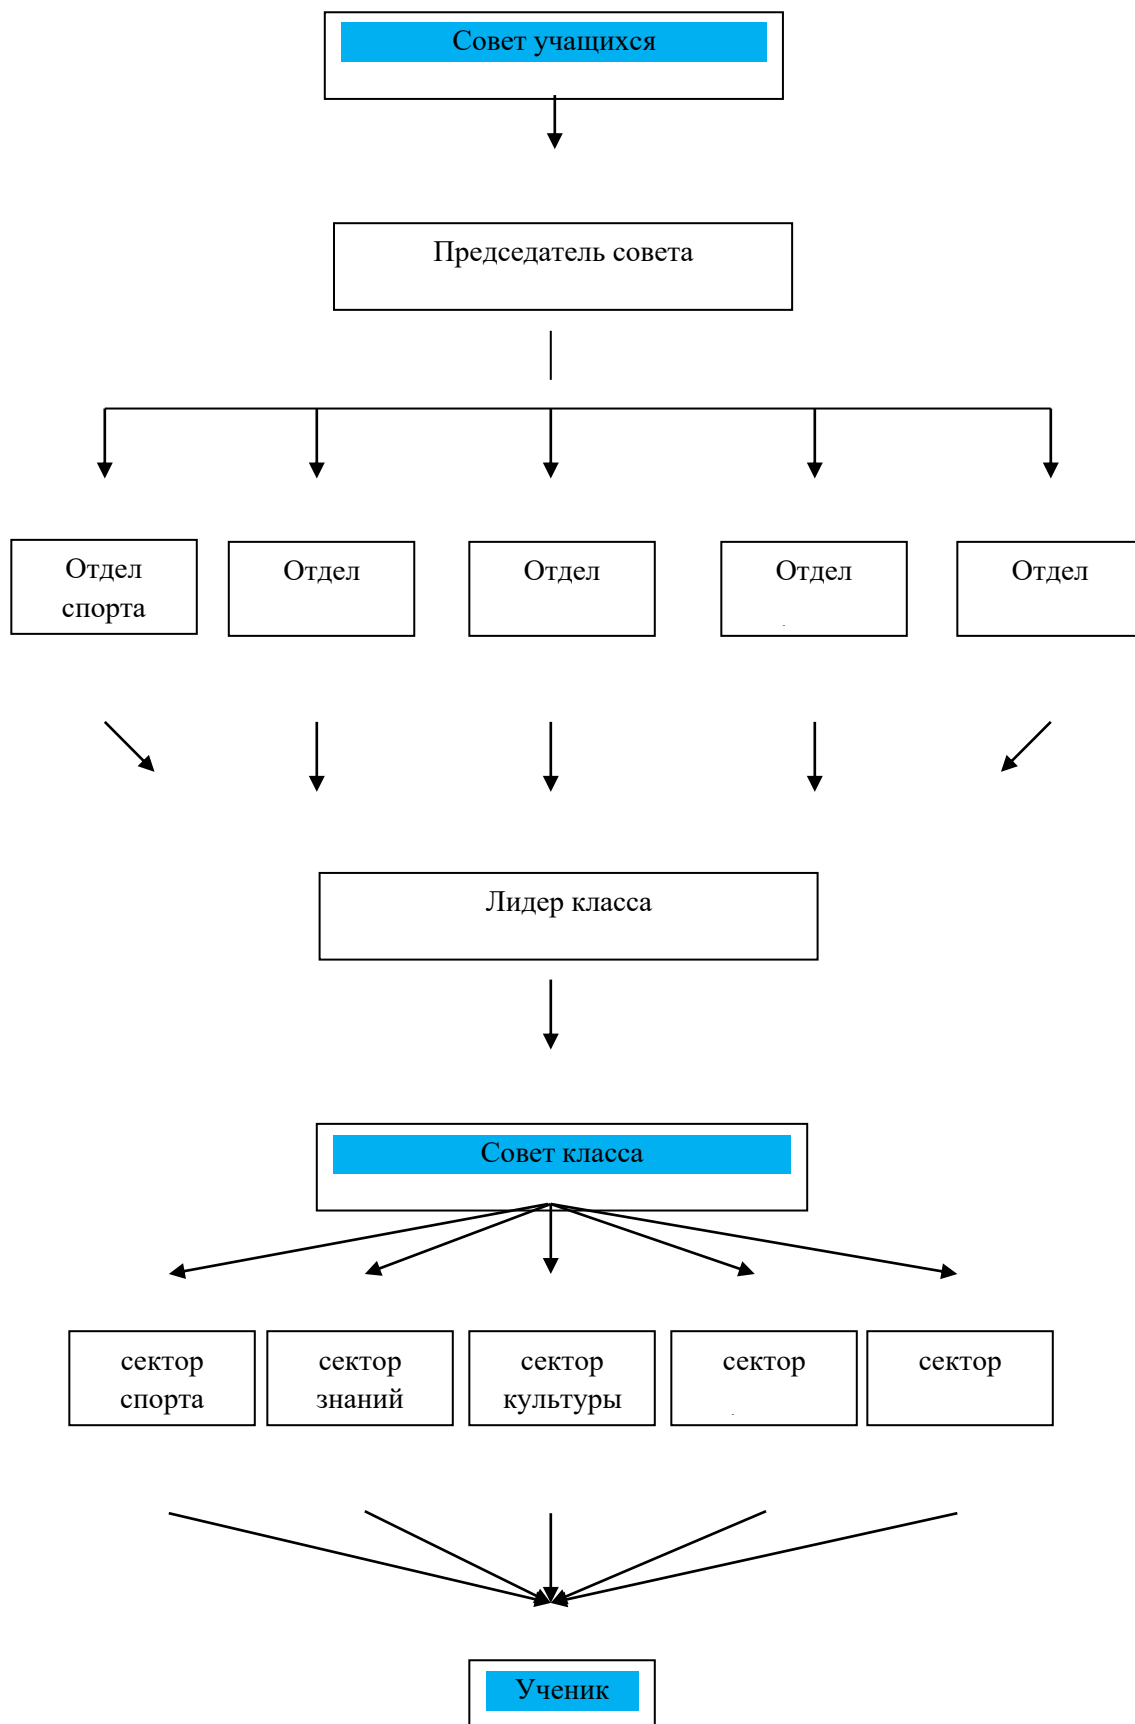 Совет учащихся
Председатель совета
Отдел
спорта
Отдел
Отдел
Отдел
Отдел
Лидер класса
Совет класса
сектор
спорта
сектор
знаний
сектор
культуры
сектор
сектор
Ученик